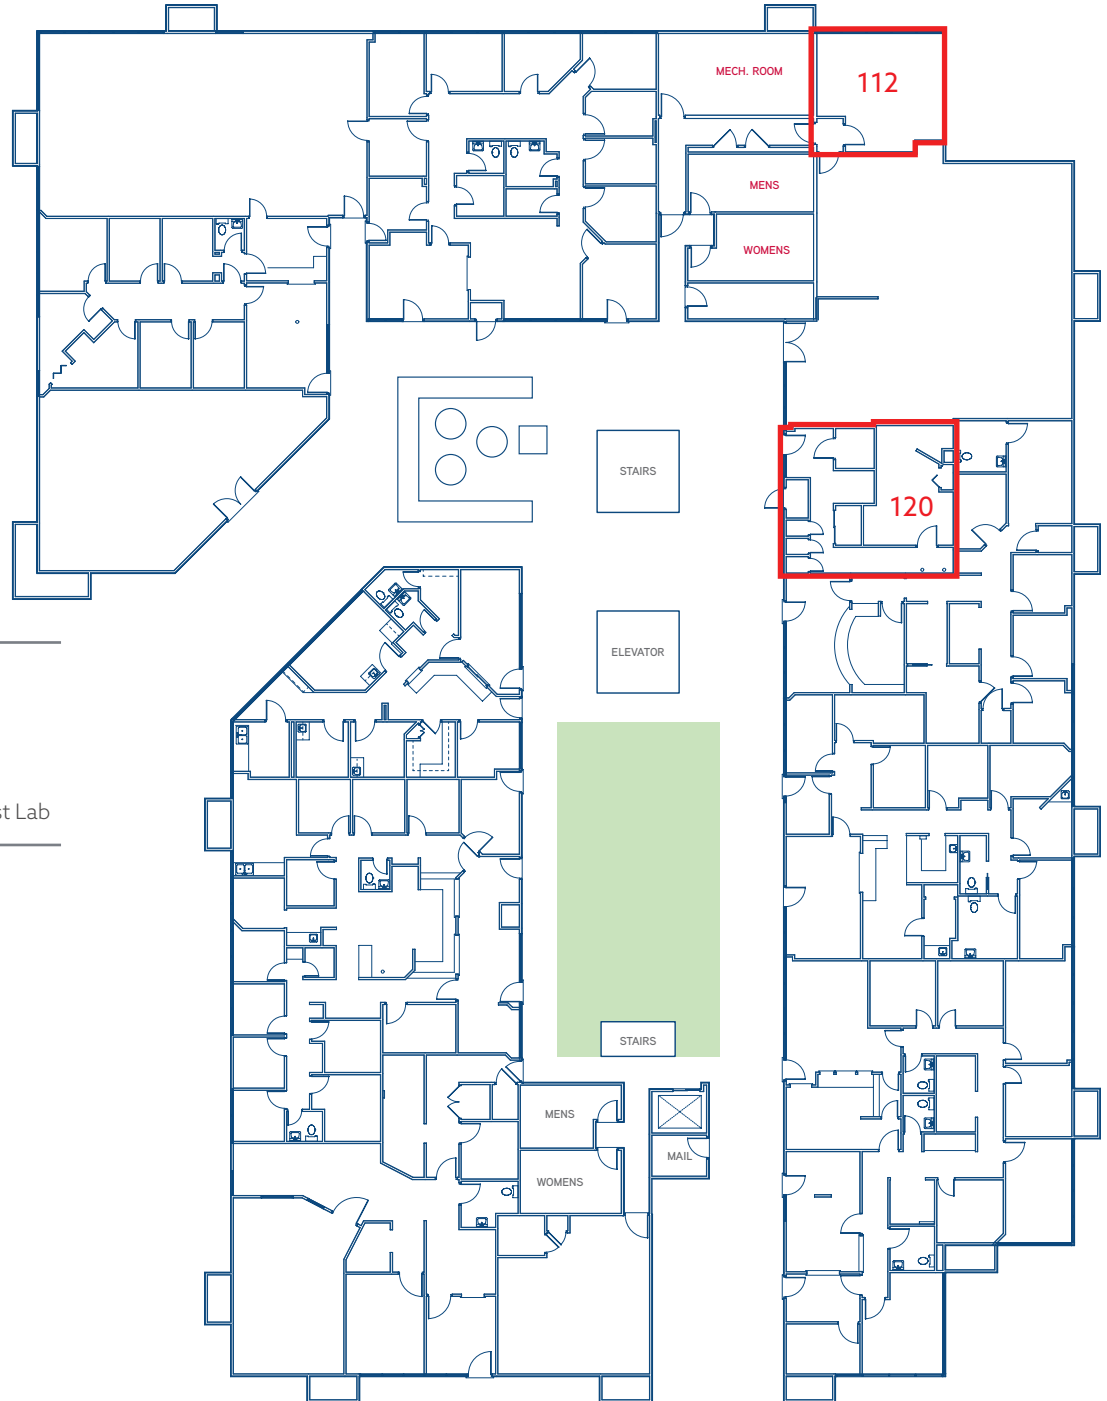 MECH. ROOM
112
MENS
WOMENS
STAIRS
120
ELEVATOR
Lab
STAIRS
MENS
MAIL
WOMENS